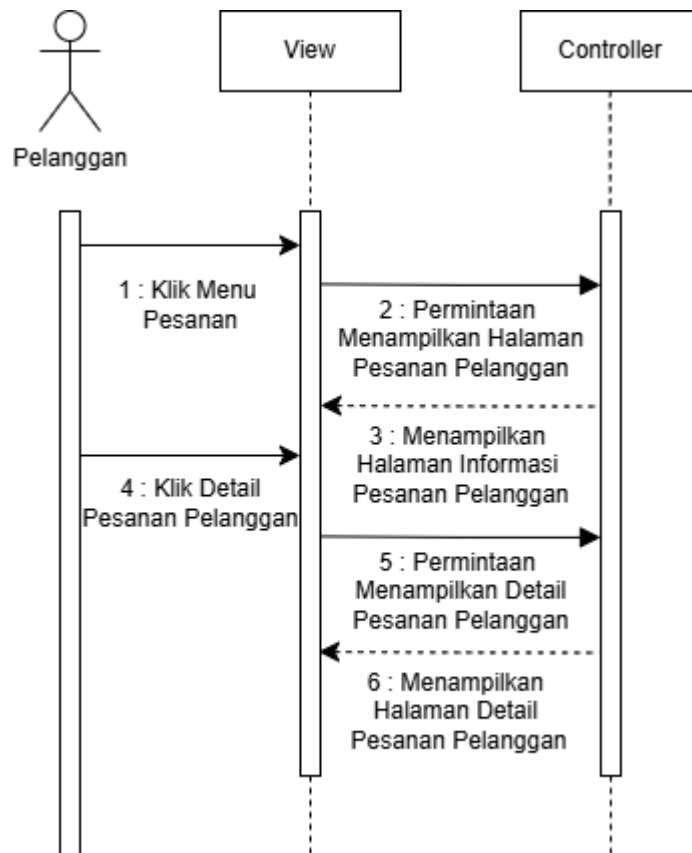 View
Controller
Pelanggan
1 : Klik Menu
Pesanan
2 : Permintaan
Menampilkan Halaman
Pesanan Pelanggan
3 : Menampilkan
Halaman Informasi
Pesanan Pelanggan
4 : Klik Detail
Pesanan Pelanggan
5 : Permintaan
Menampilkan Detail
Pesanan Pelanggan
6 : Menampilkan
Halaman Detail
Pesanan Pelanggan